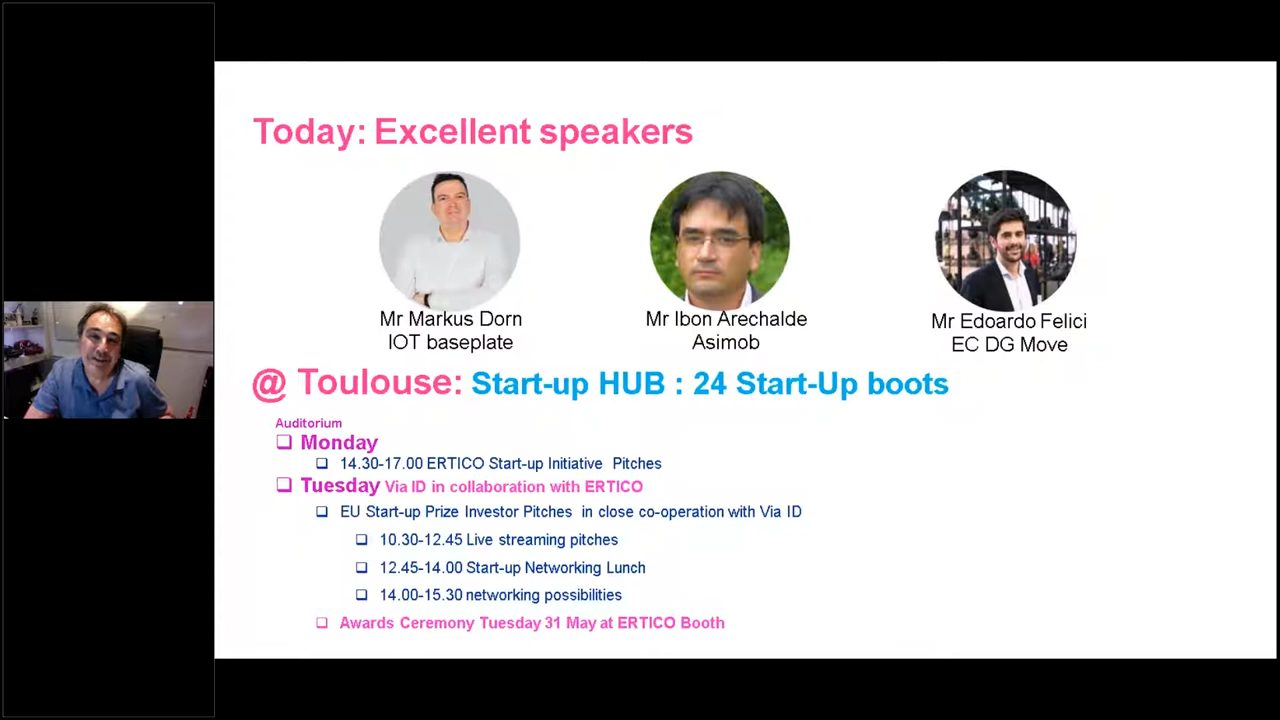 Today: Excellent speakers
Mr Markus Dorn
IOT baseplate
Mr Ibon Arechalde
Asimob
Mr Edoardo Felici
EC DG Move
@ Toulouse: Start-up HUB : 24 Start-Up boots
Auditorium
Monday
14.30-17.00 ERTICO Start-up Initiative Pitches
Tuesday Via ID in collaboration with ERTICO
EU Start-up Prize Investor Pitches in close co-operation with Via ID
10.30-12.45 Live streaming pitches
12.45-14.00 Start-up Networking Lunch
14.00-15.30 networking possibilities
Awards Ceremony Tuesday 31 May at ERTICO Booth